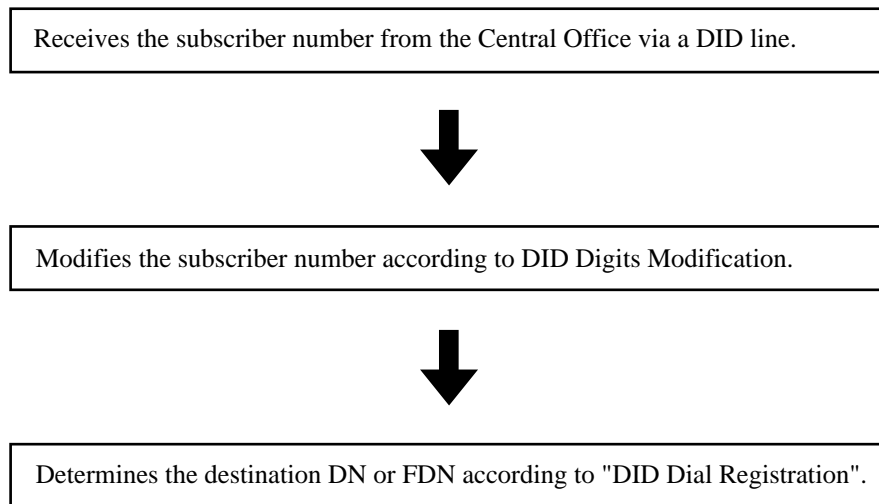 Receives the subscriber number from the Central Office via a DID line.
Modifies the subscriber number according to DID Digits Modification.
Determines the destination DN or FDN according to "DID Dial Registration".